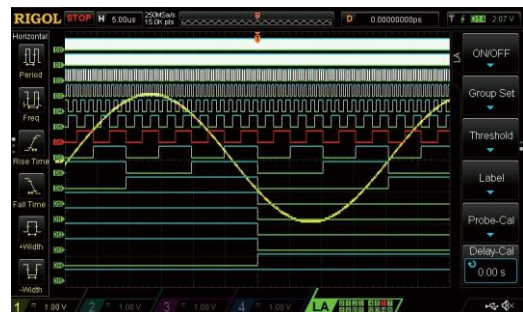 RIGOL STOP H 5.00us 250MSa/s 15.0K pts D 0.00000000ps T 2.07 V
Horizontal
Period
Freq
Rise Time
Fall Time
+Width
-Width
ON/OFF
Group Set
Threshold
Label
Probe-Cal
Delay-Cal
0.00 s
1 = 1.00 V 2 = 1.00 V 3 = 1.00 V 4 = 1.00 V LA